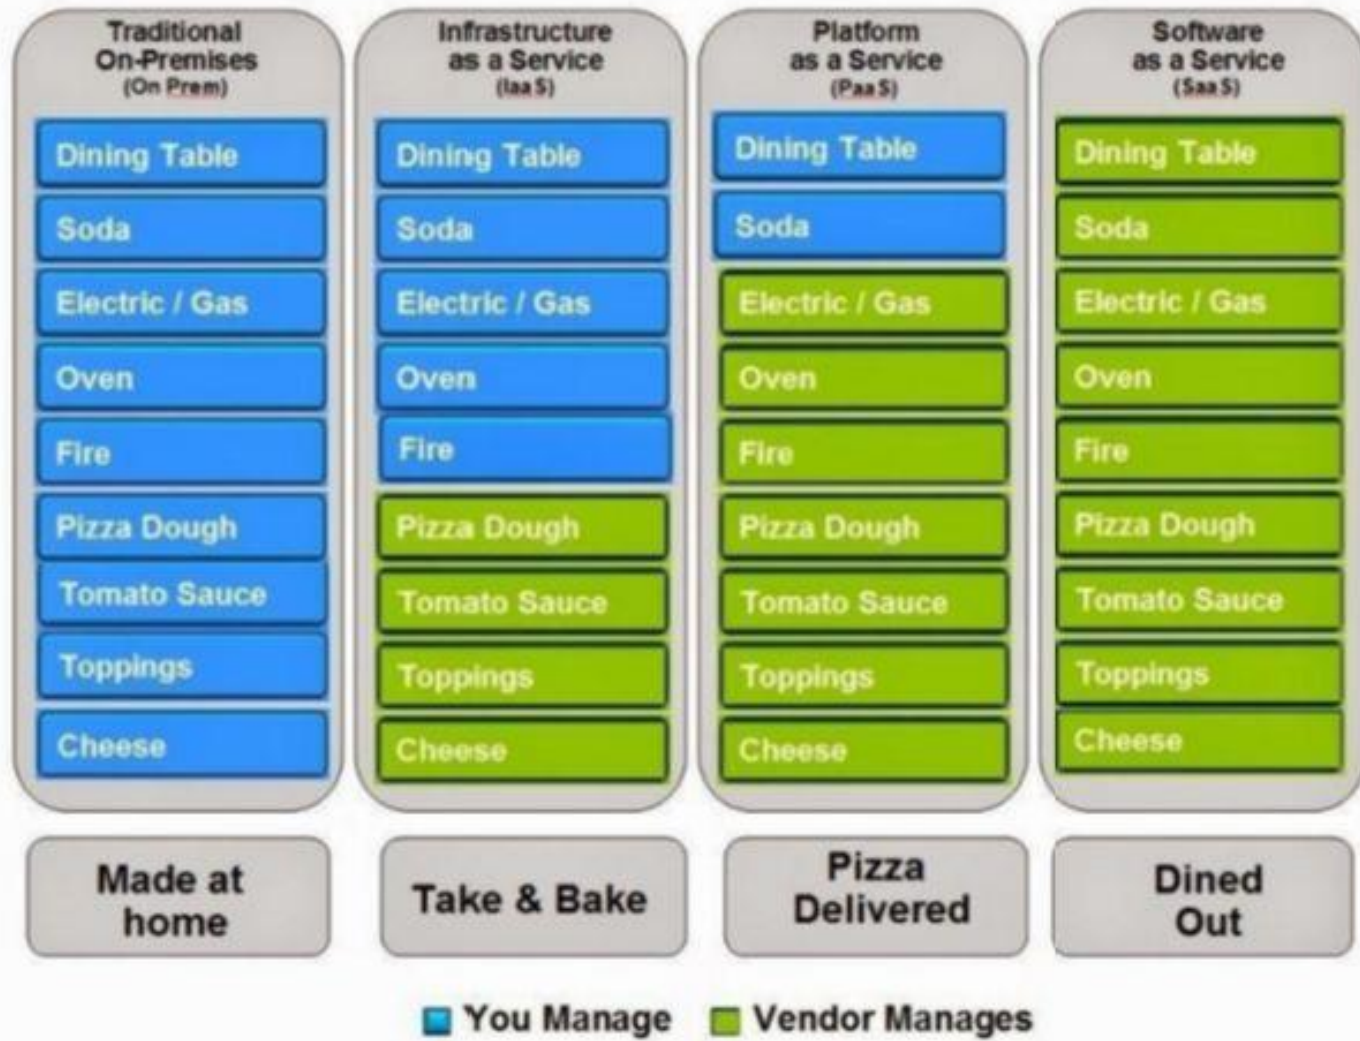 Traditional
On-Premises
(On Prem)
Dining Table
Soda
Electric / Gas
Oven
Fire
Pizza Dough
Tomato Sauce
Toppings
Cheese
Made at
home
Infrastructure
as a Service
(IaaS)
Dining Table
Soda
Electric / Gas
Oven
Fire
Pizza Dough
Tomato Sauce
Toppings
Cheese
Take & Bake
Platform
as a Service
(PaaS)
Dining Table
Soda
Electric / Gas
Oven
Fire
Pizza Dough
Tomato Sauce
Toppings
Cheese
Pizza
Delivered
Software
as a Service
(SaaS)
Dining Table
Soda
Electric / Gas
Oven
Fire
Pizza Dough
Tomato Sauce
Toppings
Cheese
Dined
Out
You Manage
Vendor Manages